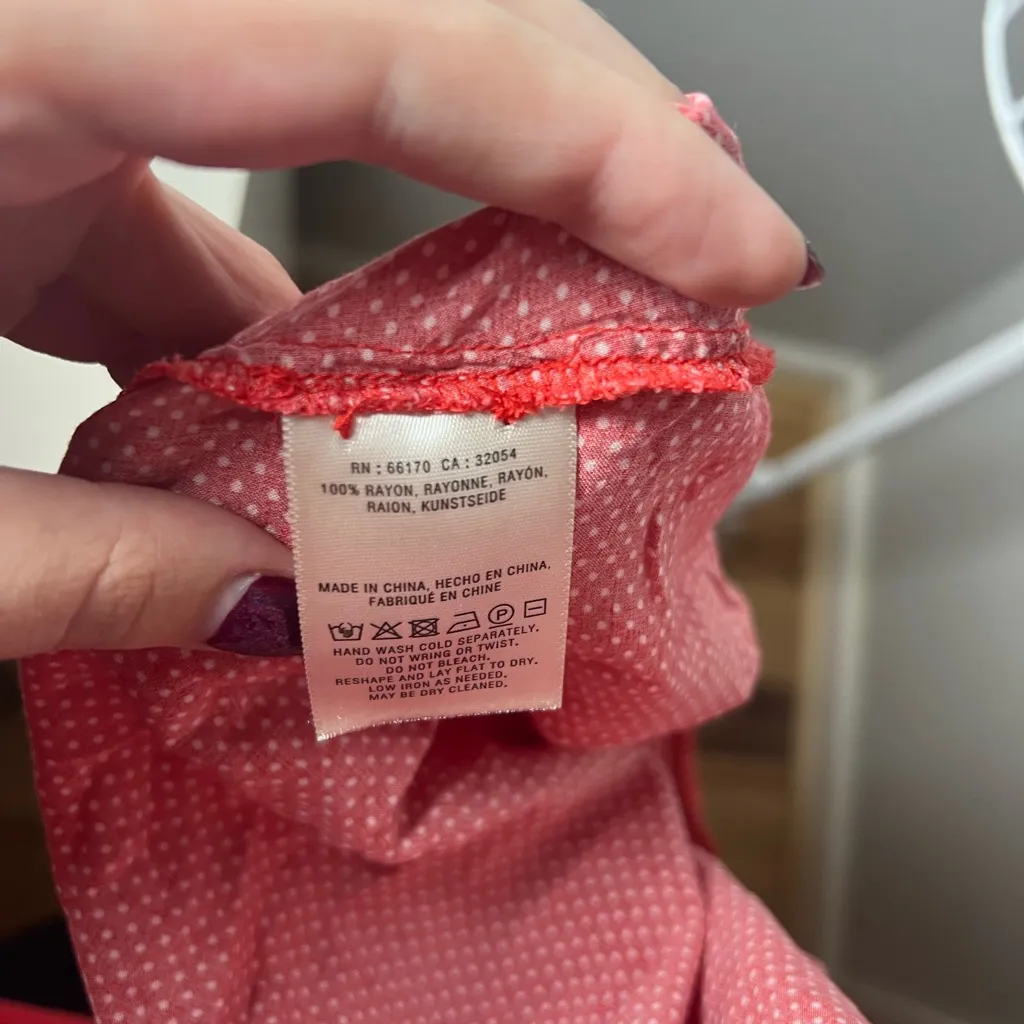 RN : 66170 CA : 32054
100% RAYON, RAYONNE, RAYÓN,
RAION, KUNSTSEIDE
MADE IN CHINA, HECHO EN CHINA,
FABRIQUÉ EN CHINE
P
HAND WASH COLD SEPARATELY.
DO NOT WRING OR TWIST.
DO NOT BLEACH.
RESHAPE AND LAY FLAT TO DRY.
LOW IRON AS NEEDED.
MAY BE DRY CLEANED.